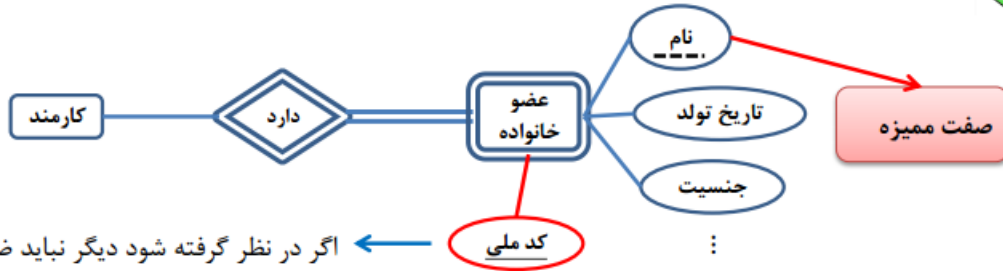 نام
صفت ممیزه
کارمند
دارد
عضو
خانواده
تاریخ تولد
جنسیت
کد ملی
اگر در نظر گرفته شود دیگر نباید